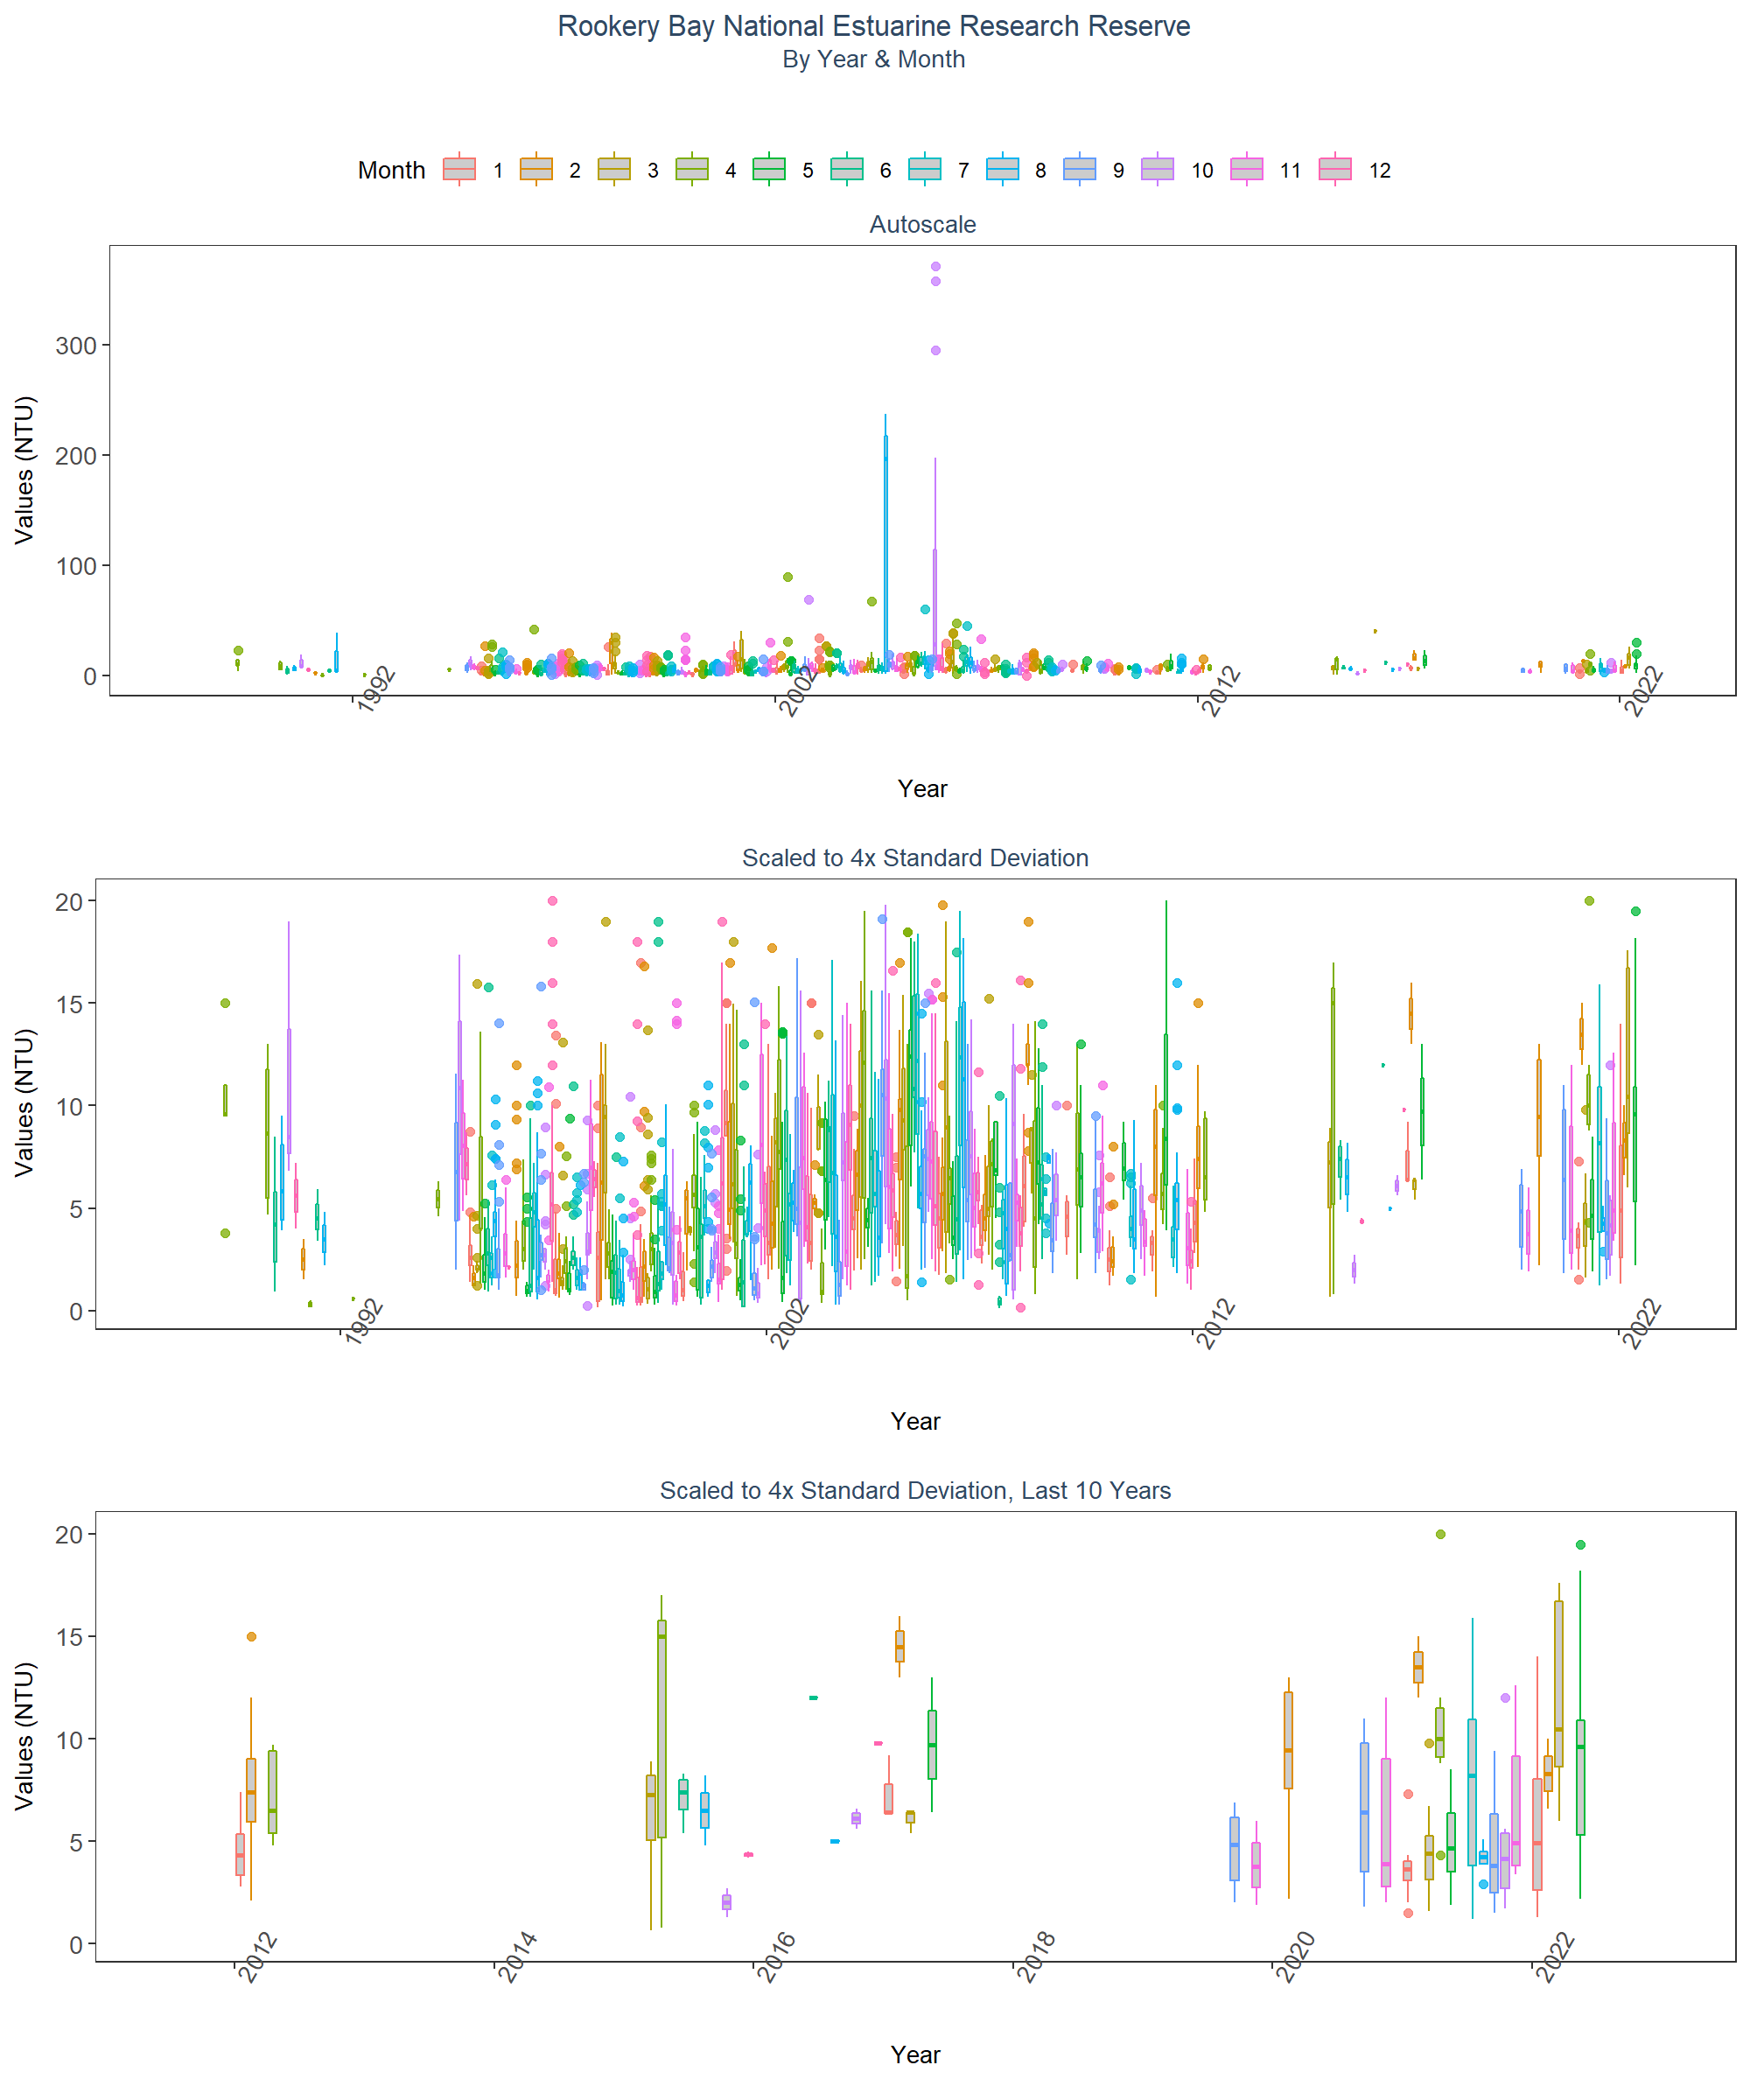 Rookery Bay National Estuarine Research Reserve
By Year & Month
Month 1 2 3 4 5 6 7 8 9 10 11 12
Autoscale
Values (NTU)
300
200
100
0
1992 2002 2012 2022
Year
Scaled to 4x Standard Deviation
Values (NTU)
20
15
10
5
0
1992 2002 2012 2022
Year
Scaled to 4x Standard Deviation, Last 10 Years
Values (NTU)
20
15
10
5
0
2012 2014 2016 2018 2020 2022
Year